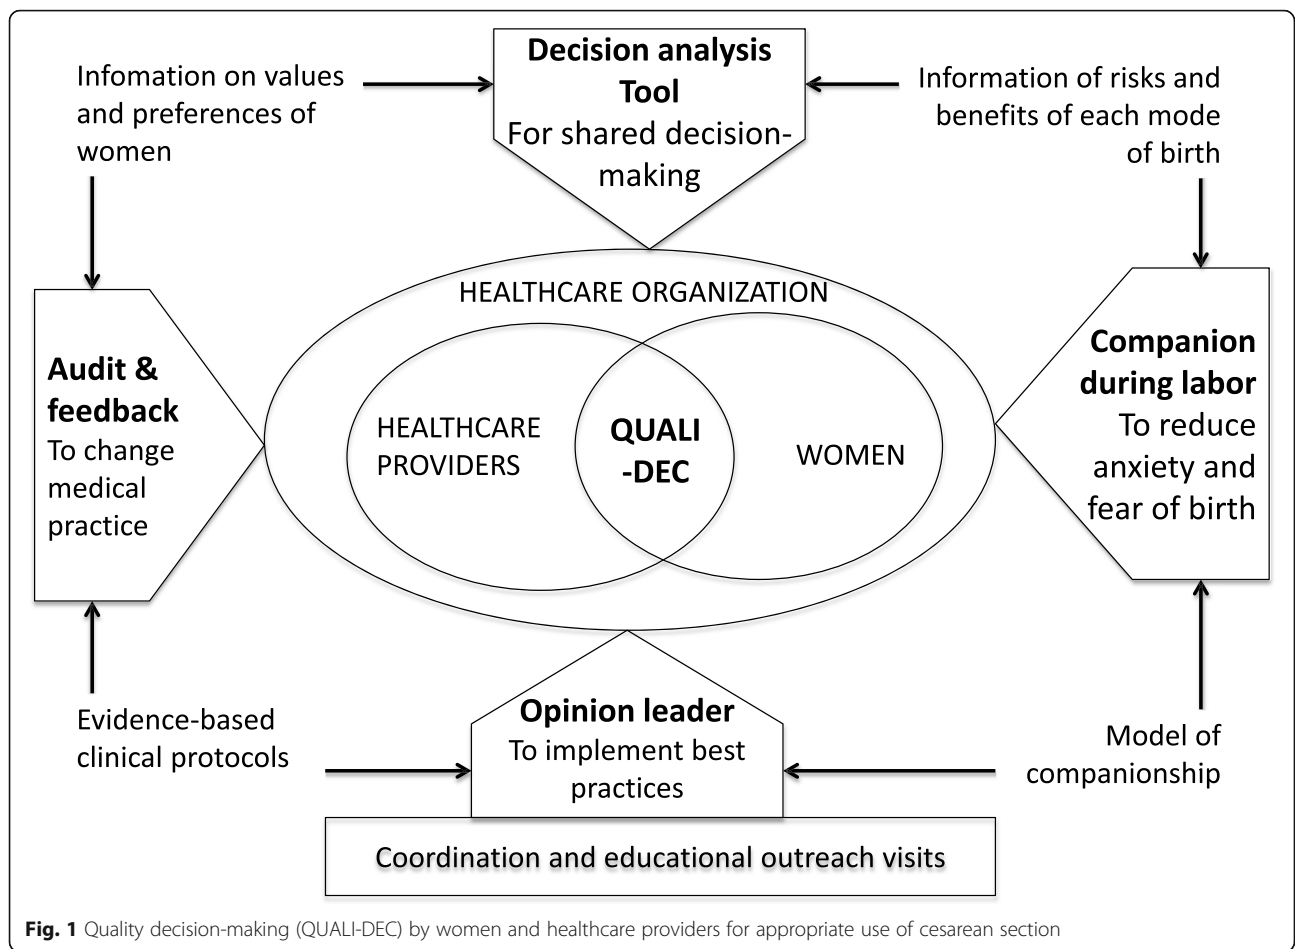 Decision analysis
Tool
For shared decision-
making
Infomation on values
and preferences of
women
Information of risks and
benefits of each mode
of birth
HEALTHCARE ORGANIZATION
Audit &
feedback
To change
medical
practice
HEALTHCARE
PROVIDERS
QUALI
-DEC
WOMEN
Companion
during labor
To reduce
anxiety and
fear of birth
Evidence-based
clinical protocols
Opinion leader
To implement best
practices
Model of
companionship
Coordination and educational outreach visits
Fig. 1 Quality decision-making (QUALI-DEC) by women and healthcare providers for appropriate use of cesarean section